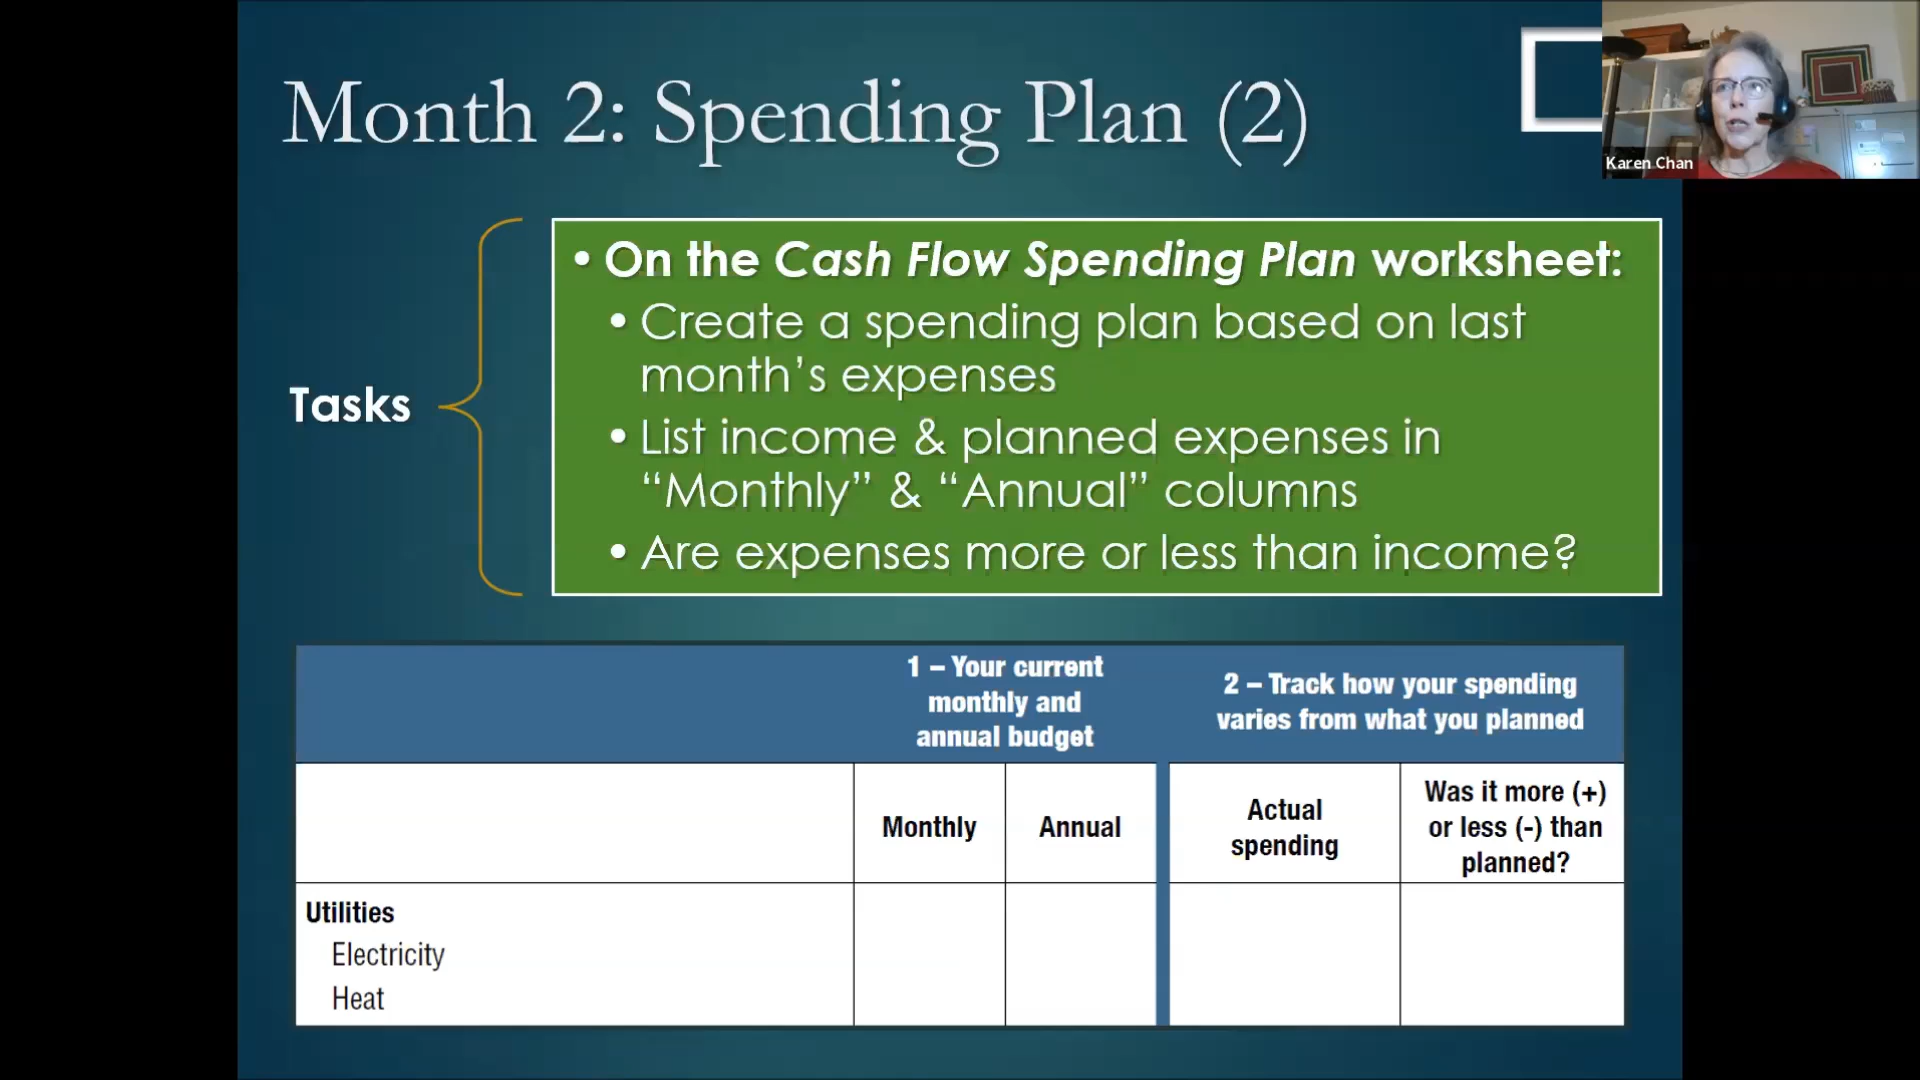 Month 2: Spending Plan (2)
Karen Chan
Tasks
• On the Cash Flow Spending Plan worksheet:
• Create a spending plan based on last
month’s expenses
• List income & planned expenses in
“Monthly” & “Annual” columns
• Are expenses more or less than income?
1 – Your current
monthly and
annual budget
2 – Track how your spending
varies from what you planned
Monthly
Annual
Actual
spending
Was it more (+)
or less (-) than
planned?
Utilities
Electricity
Heat